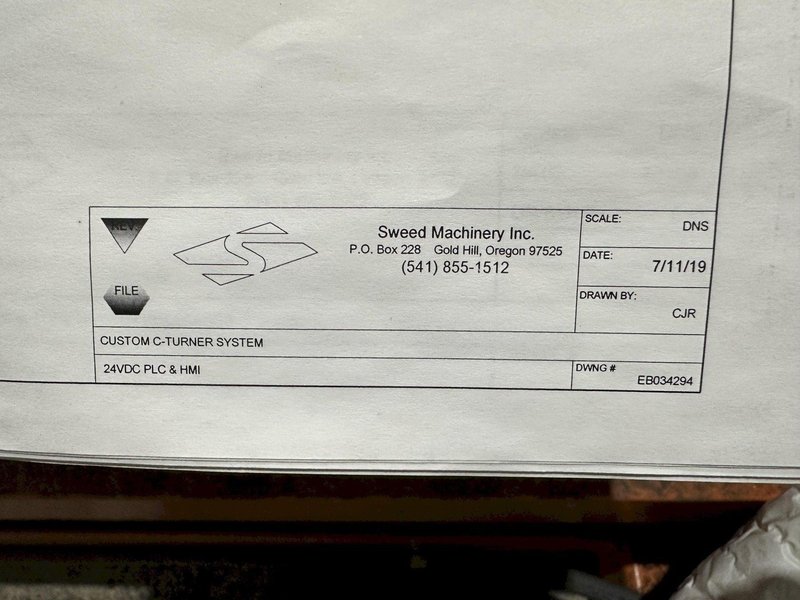 REV
Sweed Machinery Inc.
P.O. Box 228 Gold Hill, Oregon 97525
(541) 855-1512
FILE
SCALE:
DNS
DATE:
7/11/19
DRAWN BY:
CJR
CUSTOM C-TURNER SYSTEM
24VDC PLC & HMI
DWNG #
EB034294